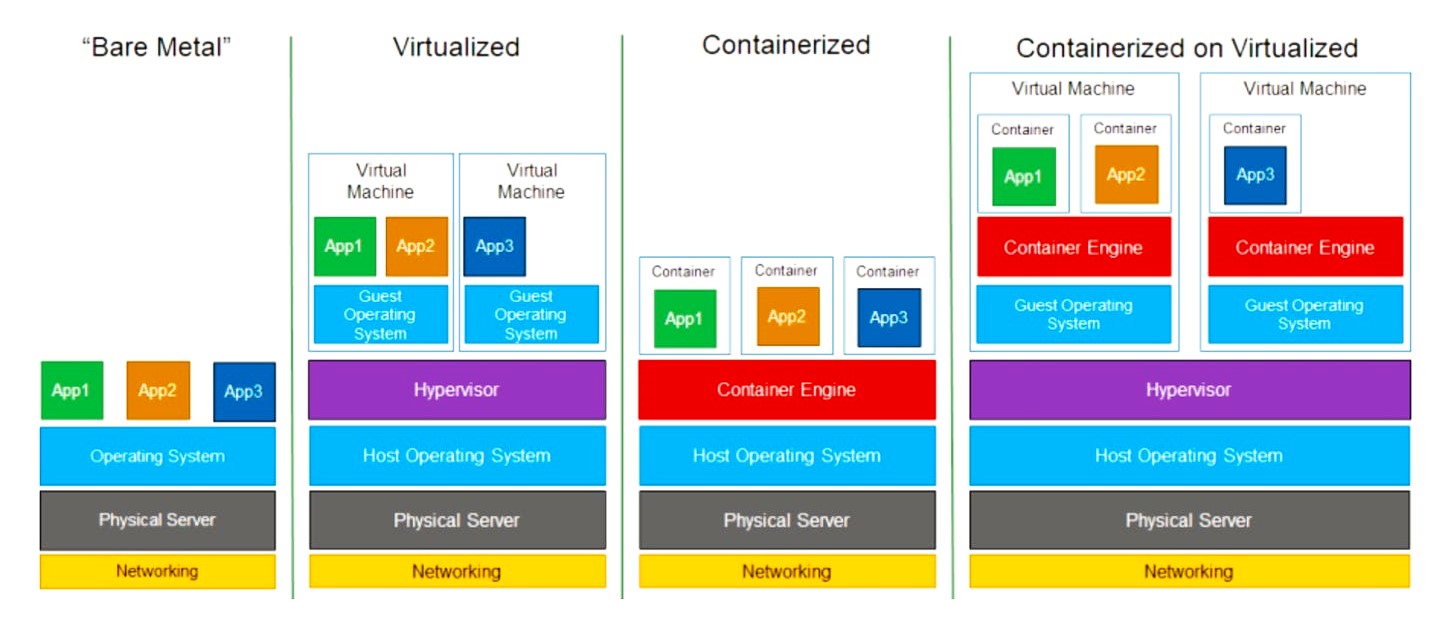 “Bare Metal”
App1
App2
App3
Operating System
Physical Server
Networking
Virtualized
Virtual
Machine
App1
App2
Guest
Operating
System
Virtual
Machine
App3
Guest
Operating
System
Hypervisor
Host Operating System
Physical Server
Networking
Containerized
Container
App1
Container
App2
Container
App3
Container Engine
Host Operating System
Physical Server
Networking
Containerized on Virtualized
Virtual Machine
Container
App1
Container
App2
Container Engine
Guest Operating
System
Virtual Machine
Container
App3
Container Engine
Guest Operating
System
Hypervisor
Host Operating System
Physical Server
Networking